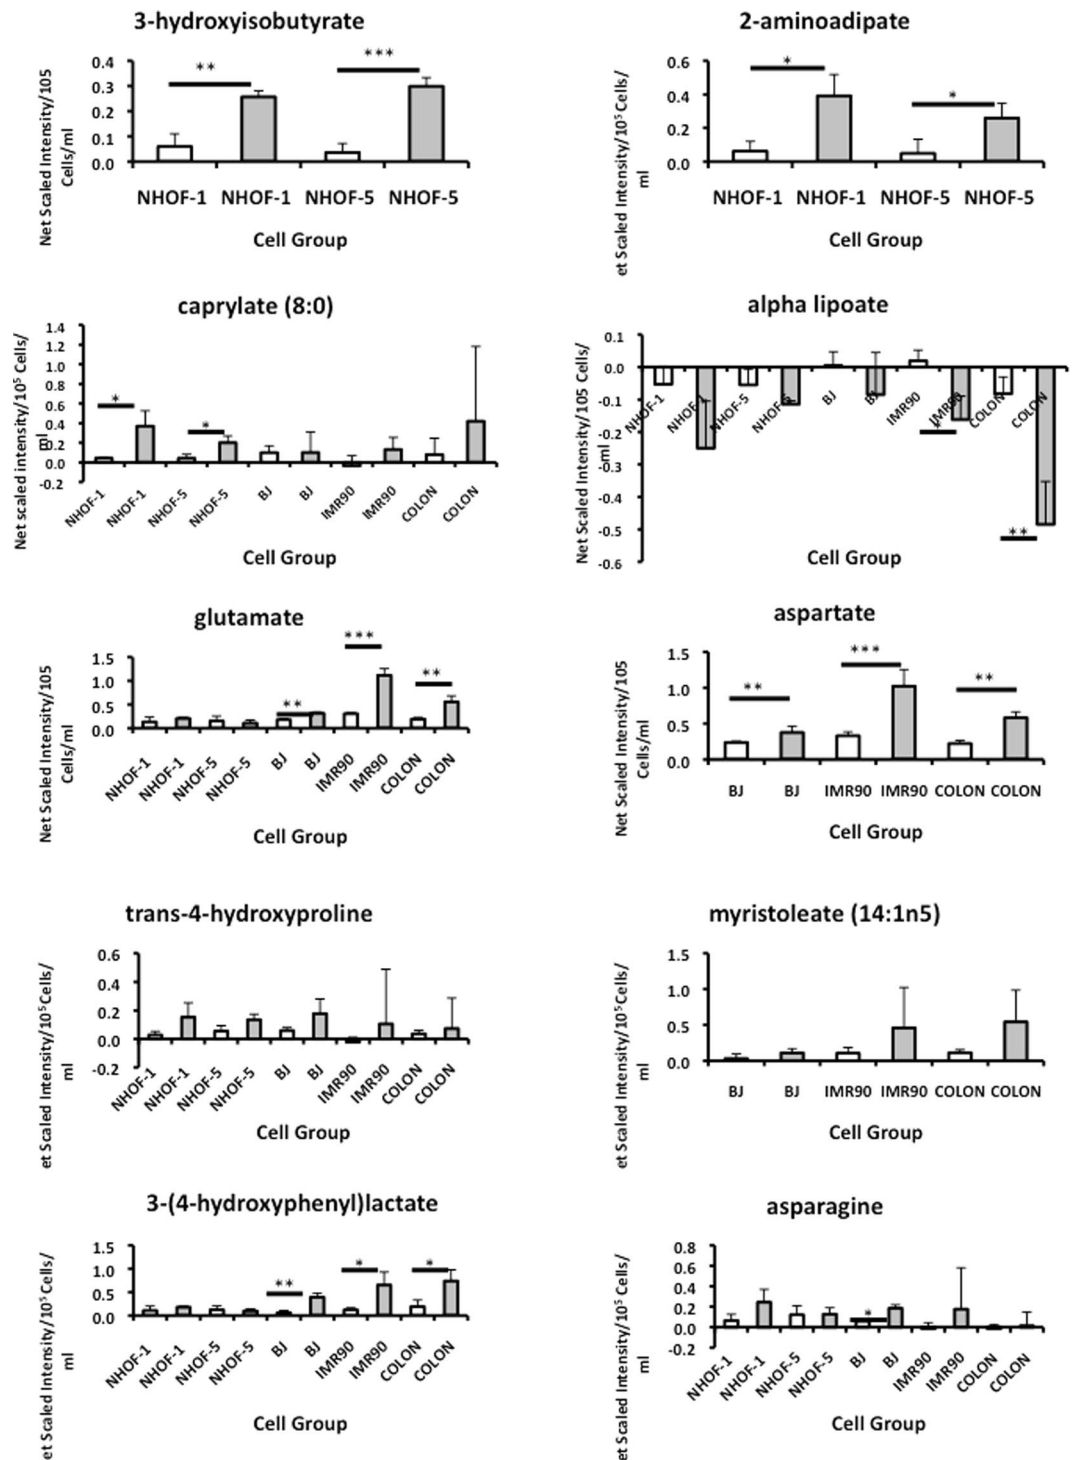 3-hydroxyisobutyrate
Net Scaled Intensity/105
Cells/ml
0.4
0.3
0.2
0.1
0.0
** ***
NHOF-1 NHOF-1 NHOF-5 NHOF-5
Cell Group
2-aminoadipate
et Scaled Intensity/10⁵ Cells/
ml
0.6
0.4
0.2
0.0
* *
NHOF-1 NHOF-1 NHOF-5 NHOF-5
Cell Group
caprylate (8:0)
Net scaled intensity/10⁵ Cells/
ml
1.4
1.2
1.0
0.8
0.6
0.4
0.2
0.0
-0.2
* *
NHOF-1 NHOF-1 NHOF-5 NHOF-5 BJ BJ IMR90 IMR90 COLON COLON
Cell Group
alpha lipoate
Net Scaled Intensity/105 Cells/
ml
0.1
0.0
-0.1
-0.2
-0.3
-0.4
-0.5
-0.6
NHOF-1 NHOF-1 NHOF-5 NHOF-5 BJ BJ IMR90 IMR90 COLON COLON
* **
Cell Group
glutamate
Net Scaled Intensity/105
Cells/ml
1.5
1.0
0.5
0.0
** *** **
NHOF-1 NHOF-1 NHOF-5 NHOF-5 BJ BJ IMR90 IMR90 COLON COLON
Cell Group
aspartate
Net Scaled Intensity/105
Cells/ml
1.5
1.0
0.5
0.0
** *** **
BJ BJ IMR90 IMR90 COLON COLON
Cell Group
trans-4-hydroxyproline
et Scaled Intensity/10⁵Cells/
ml
0.6
0.4
0.2
0.0
-0.2
NHOF-1 NHOF-1 NHOF-5 NHOF-5 BJ BJ IMR90 IMR90 COLON COLON
Cell Group
myristoleate (14:1n5)
et Scaled Intensity/10⁵Cells/
ml
1.5
1.0
0.5
0.0
BJ BJ IMR90 IMR90 COLON COLON
Cell Group
3-(4-hydroxyphenyl)lactate
et Scaled Intensity/10⁵ Cells/
ml
1.5
1.0
0.5
0.0
** * *
NHOF-1 NHOF-1 NHOF-5 NHOF-5 BJ BJ IMR90 IMR90 COLON COLON
Cell Group
asparagine
et Scaled Intensity/10⁵ Cells/
ml
0.8
0.6
0.4
0.2
0.0
-0.2
*
NHOF-1 NHOF-1 NHOF-5 NHOF-5 BJ BJ IMR90 IMR90 COLON COLON
Cell Group